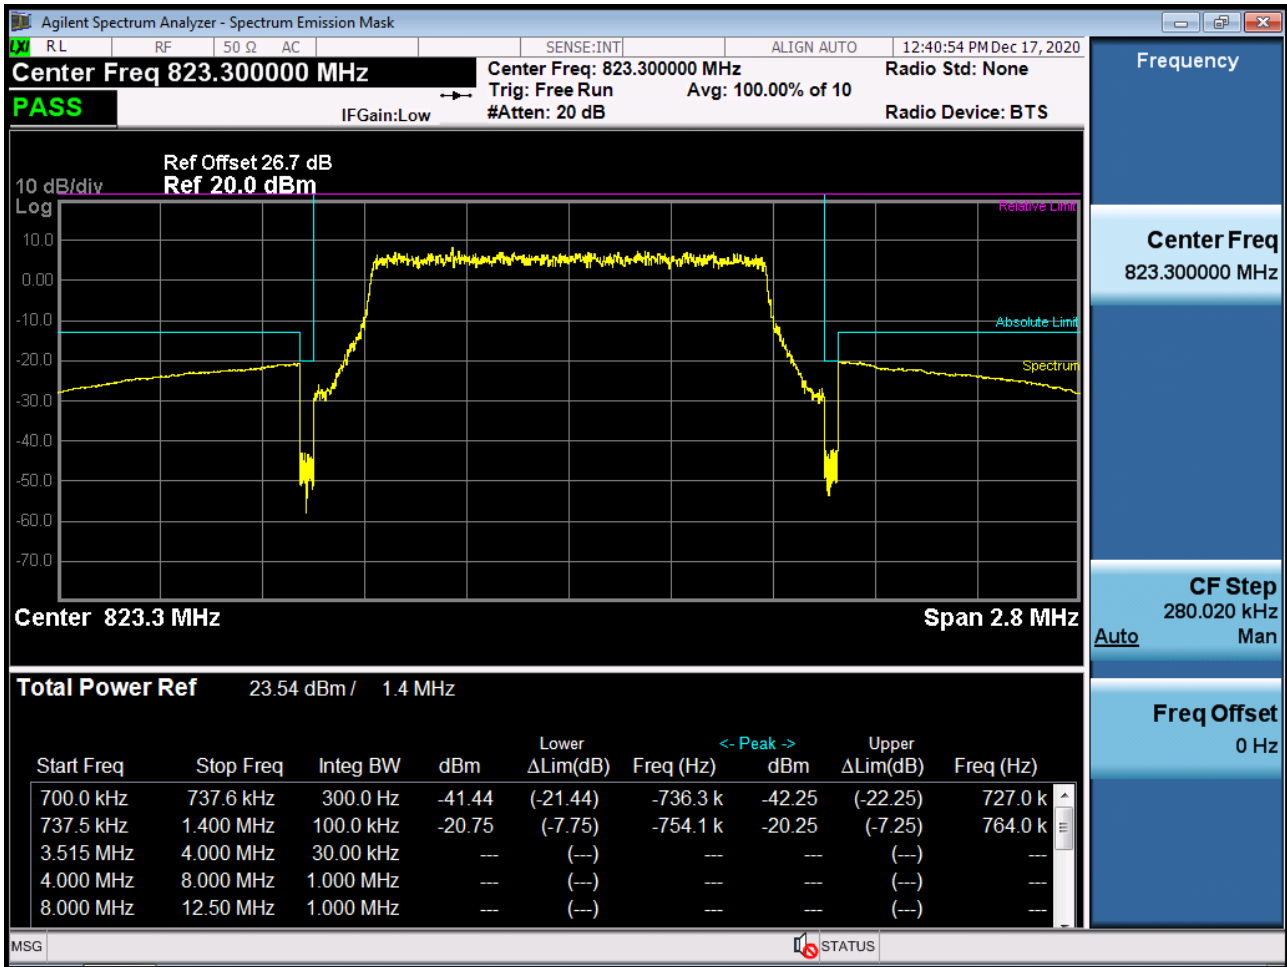 Agilent Spectrum Analyzer - Spectrum Emission Mask
LXI RL RF 50 Ω AC SENSE:INT ALIGN AUTO 12:40:54 PM Dec 17, 2020
Center Freq 823.300000 MHz Center Freq: 823.300000 MHz Radio Std: None
Trig: Free Run Avg: 100.00% of 10
PASS IFGain:Low #Atten: 20 dB Radio Device: BTS
Ref Offset 26.7 dB
10 dB/div Ref 20.0 dBm
Log
Relative Limit
10.0
0.00
-10.0
Absolute Limit
-20.0
Spectrum
-30.0
-40.0
-50.0
-60.0
-70.0
Center 823.3 MHz Span 2.8 MHz
Total Power Ref 23.54 dBm / 1.4 MHz
Lower <- Peak -> Upper
Start Freq Stop Freq Integ BW dBm ΔLim(dB) Freq (Hz) dBm ΔLim(dB) Freq (Hz)
700.0 kHz 737.6 kHz 300.0 Hz -41.44 (-21.44) -736.3 k -42.25 (-22.25) 727.0 k
737.5 kHz 1.400 MHz 100.0 kHz -20.75 (-7.75) -754.1 k -20.25 (-7.25) 764.0 k
3.515 MHz 4.000 MHz 30.00 kHz --- (---) --- --- (---) ---
4.000 MHz 8.000 MHz 1.000 MHz --- (---) --- --- (---) ---
8.000 MHz 12.50 MHz 1.000 MHz --- (---) --- --- (---) ---
MSG STATUS
Frequency
Center Freq
823.300000 MHz
CF Step
280.020 kHz
Auto Man
Freq Offset
0 Hz